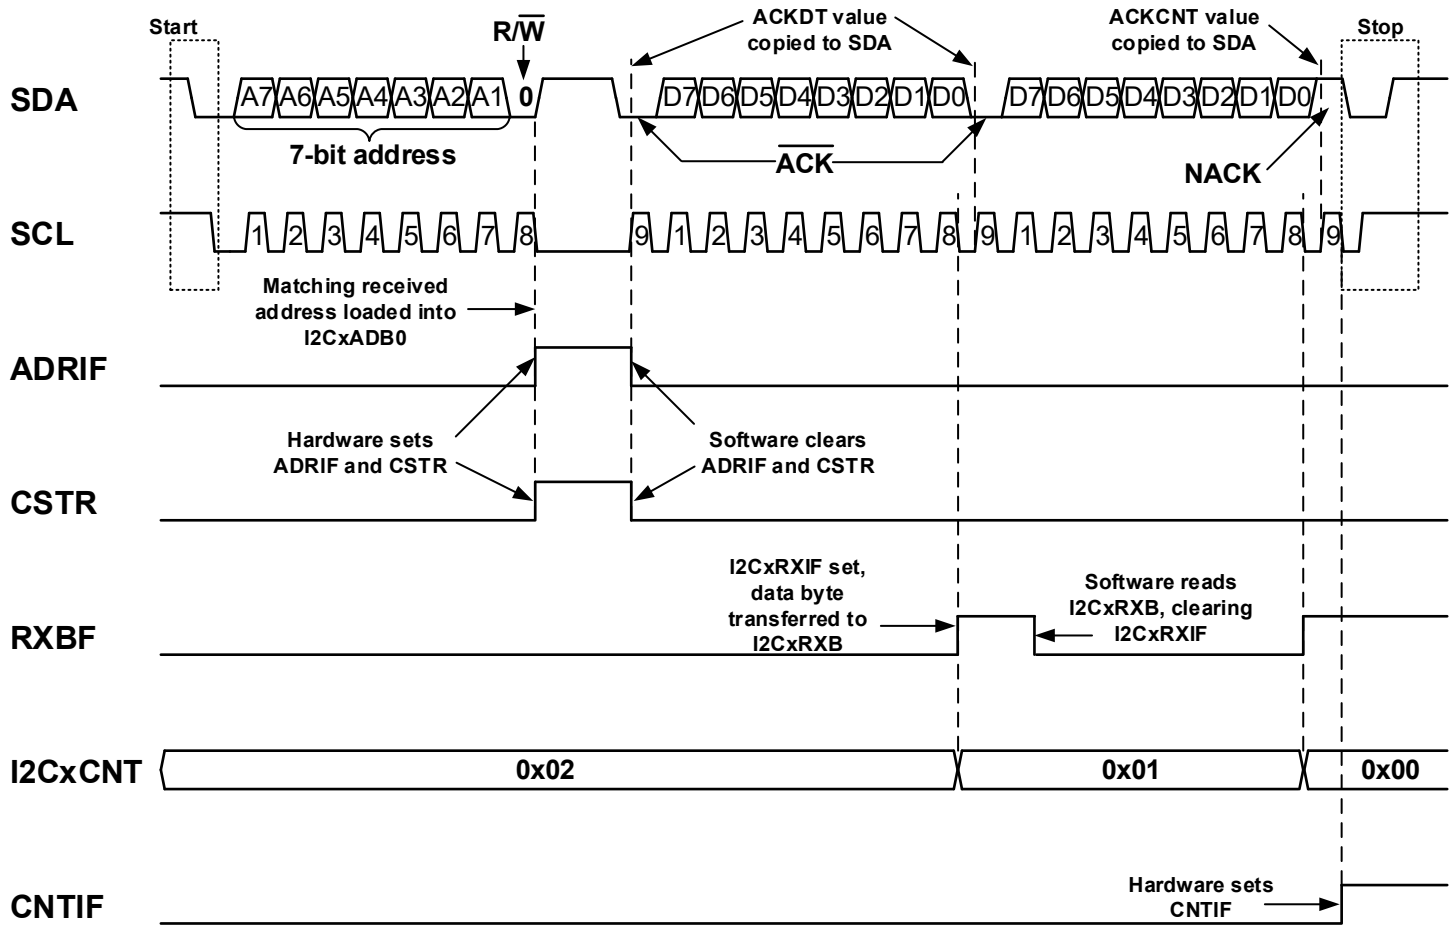 Start
R/W
ACKDT value
copied to SDA
ACKCNT value
copied to SDA
Stop
SDA
A7 A6 A5 A4 A3 A2 A1 0 D7 D6 D5 D4 D3 D2 D1 D0 D7 D6 D5 D4 D3 D2 D1 D0
7-bit address
ACK
NACK
SCL
1 2 3 4 5 6 7 8 9 1 2 3 4 5 6 7 8 9 1 2 3 4 5 6 7 8 9
Matching received
address loaded into
I2CxADB0
ADRIF
Hardware sets
ADRIF and CSTR
Software clears
ADRIF and CSTR
CSTR
I2CxRXIF set,
data byte
transferred to
I2CxRXB
Software reads
I2CxRXB, clearing
I2CxRXIF
RXBF
I2CxCNT
0x02 0x01 0x00
Hardware sets
CNTIF
CNTIF